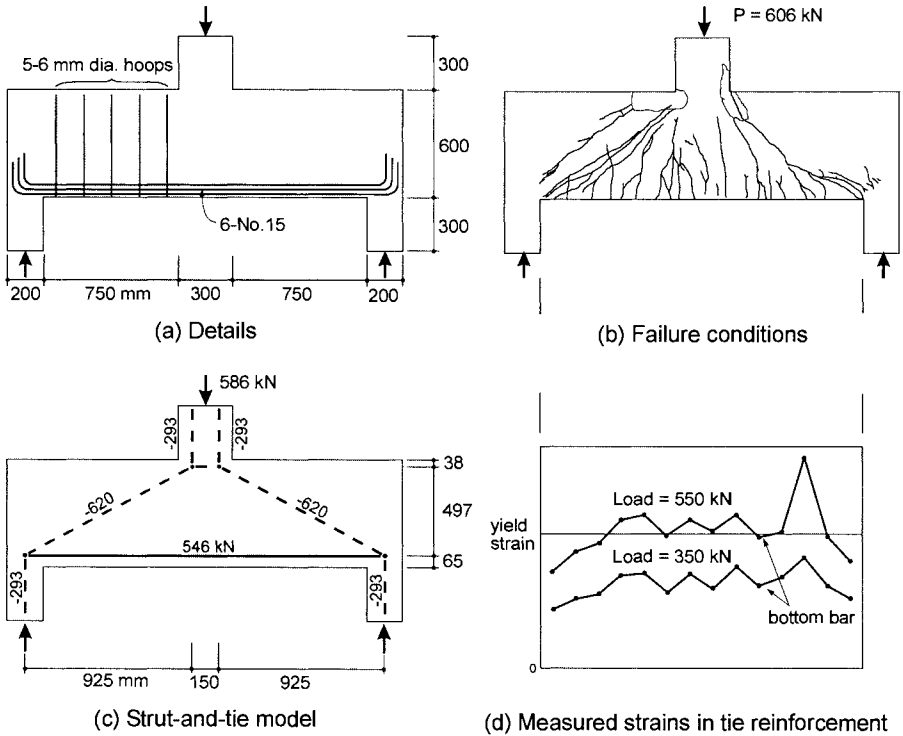 5-6 mm dia. hoops
300
600
6-No.15
300
200
750 mm
300
750
200
(a) Details
P = 606 kN
(b) Failure conditions
586 kN
-293
-293
38
-620
-620
497
546 kN
65
-293
-293
925 mm
150
925
(c) Strut-and-tie model
Load = 550 kN
yield
strain
Load = 350 kN
bottom bar
0
(d) Measured strains in tie reinforcement